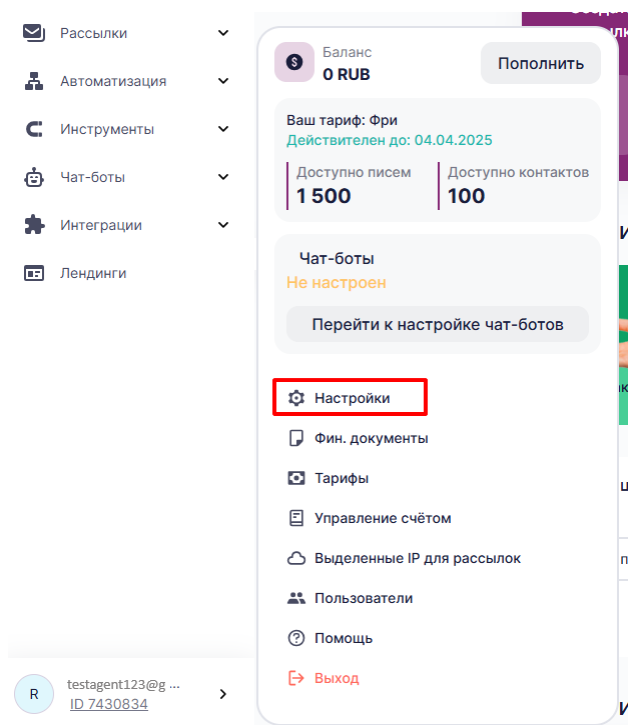 Рассылки
Автоматизация
Инструменты
Чат-боты
Интеграции
Лендинги
R
testagent123@g ...
ID 7430834
Баланс
0 RUB
Пополнить
Ваш тариф: Фри
Действителен до: 04.04.2025
Доступно писем
1 500
Доступно контактов
100
Чат-боты
Не настроен
Перейти к настройке чат-ботов
Настройки
Фин. документы
Тарифы
Управление счётом
Выделенные IP для рассылок
Пользователи
Помощь
Выход